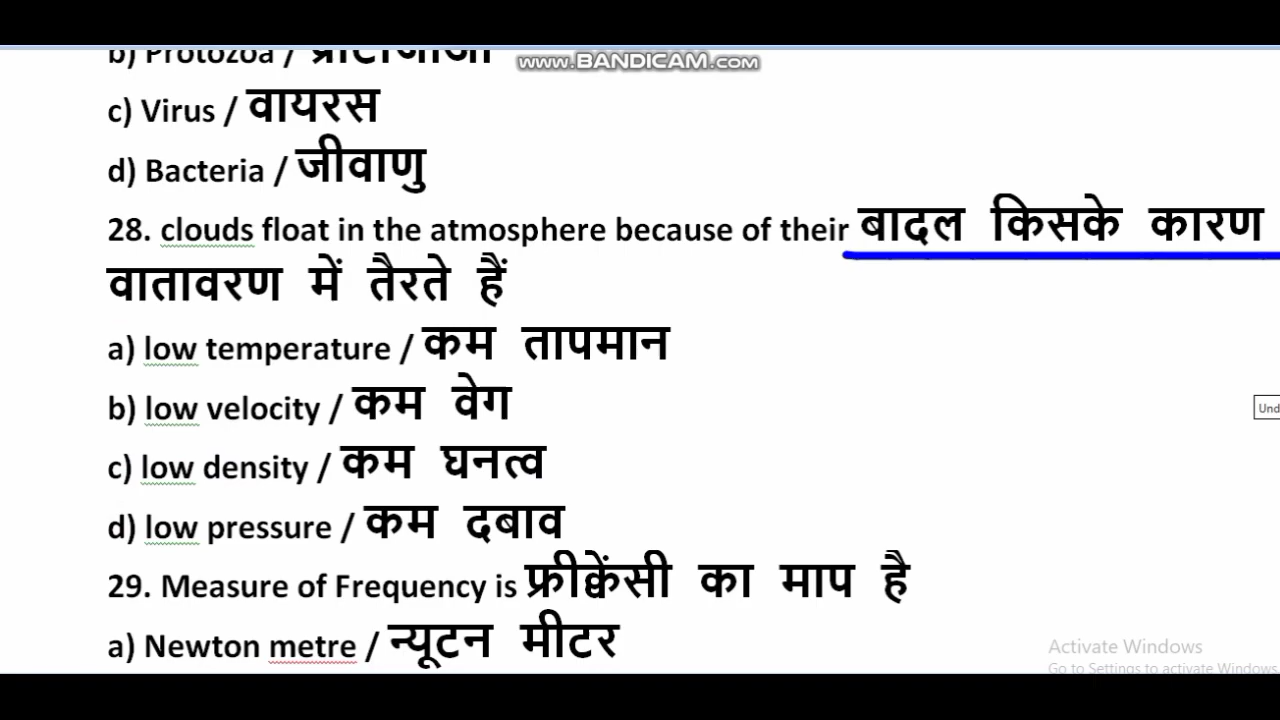 b) Protozoa / प्रोटोजोआ
www.BANDICAM.com
c) Virus / वायरस
d) Bacteria / जीवाणु
28. clouds float in the atmosphere because of their बादल किसके कारण
वातावरण में तैरते हैं
a) low temperature / कम तापमान
b) low velocity / कम वेग
Und
c) low density / कम घनत्व
d) low pressure / कम दबाव
29. Measure of Frequency is फ्रीक्वेंसी का माप है
a) Newton metre / न्यूटन मीटर
Activate Windows
Go to Settings to activate Windows